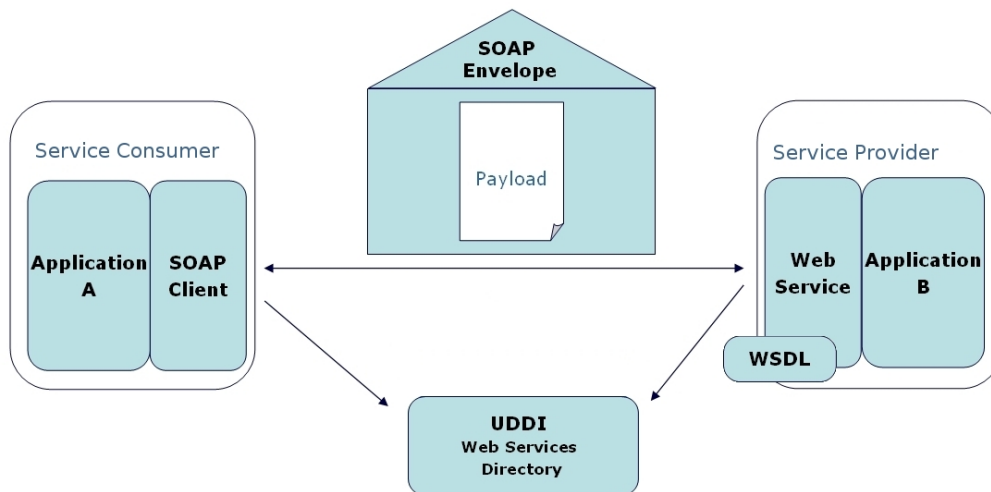 SOAP
Envelope
Payload
Service Consumer
Application
A
SOAP
Client
Service Provider
Web
Service
Application
B
WSDL
UDDI
Web Services
Directory